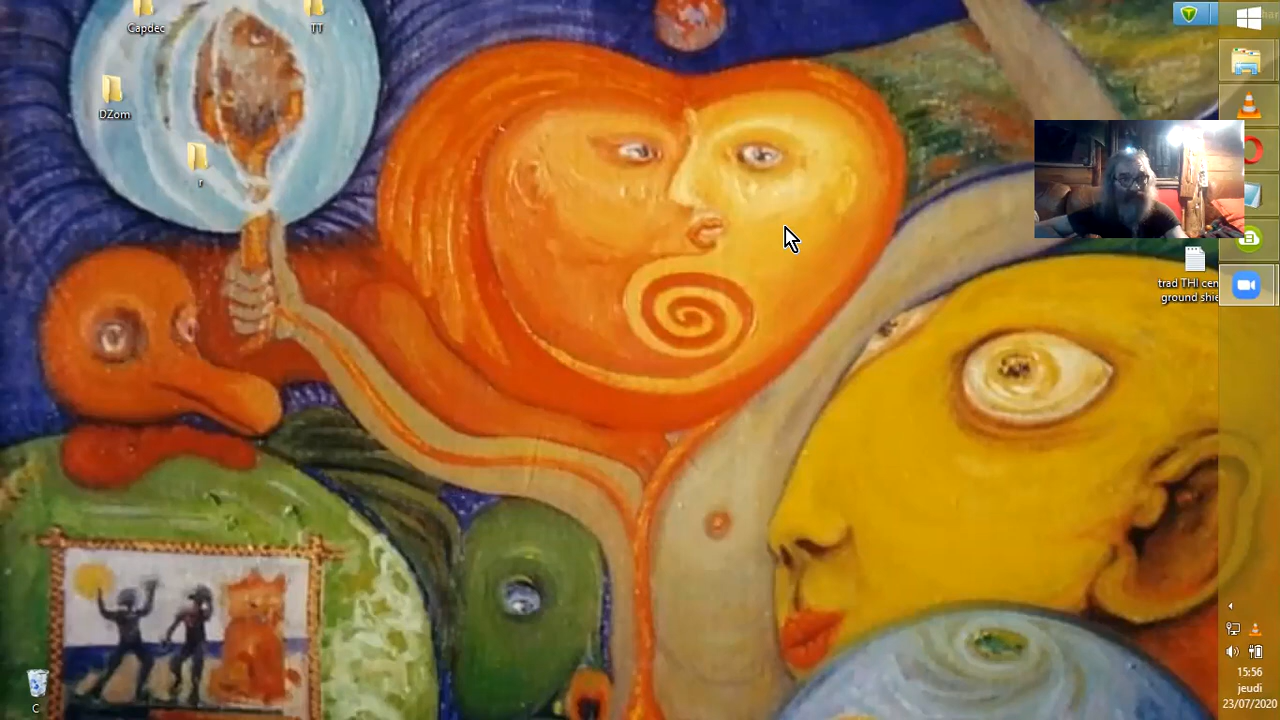 Capdec
TT
DZom
r
trad THI cen
ground shie
C
15:56
jeudi
23/07/2020